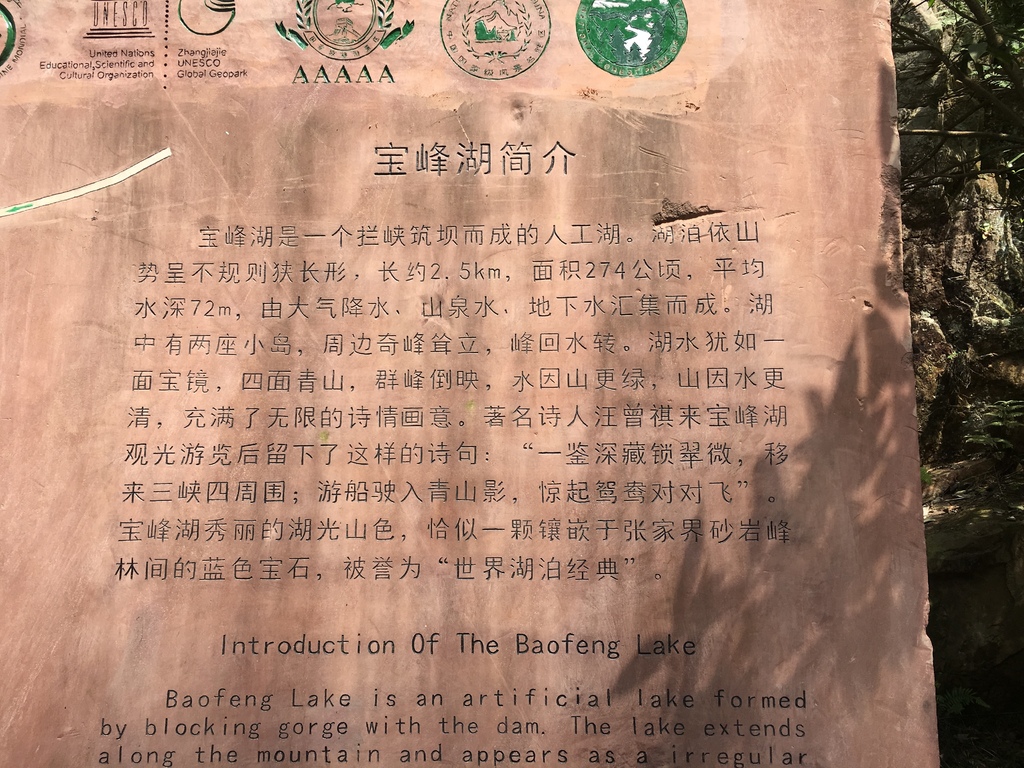 UNESCO
United Nations
Educational, Scientific and
Cultural Organization
Zhangjiajie
UNESCO
Global Geopark
AAAAA
宝峰湖简介
宝峰湖是一个拦峡筑坝而成的人工湖。湖泊依山
势呈不规则狭长形，长约2.5km，面积274公顷，平均
水深72m，由大气降水、山泉水、地下水汇集而成。湖
中有两座小岛，周边奇峰耸立，峰回水转。湖水犹如一
面宝镜，四面青山，群峰倒映，水因山更绿，山因水更
清，充满了无限的诗情画意。著名诗人汪曾祺来宝峰湖
观光游览后留下了这样的诗句：“一鉴深藏锁翠微，移
来三峡四周围；游船驶入青山影，惊起鸳鸯对对飞”。
宝峰湖秀丽的湖光山色，恰似一颗镶嵌于张家界砂岩峰
林间的蓝色宝石，被誉为“世界湖泊经典”。
Introduction Of The Baofeng Lake
Baofeng Lake is an artificial lake formed
by blocking gorge with the dam. The lake extends
along the mountain and appears as a irregular